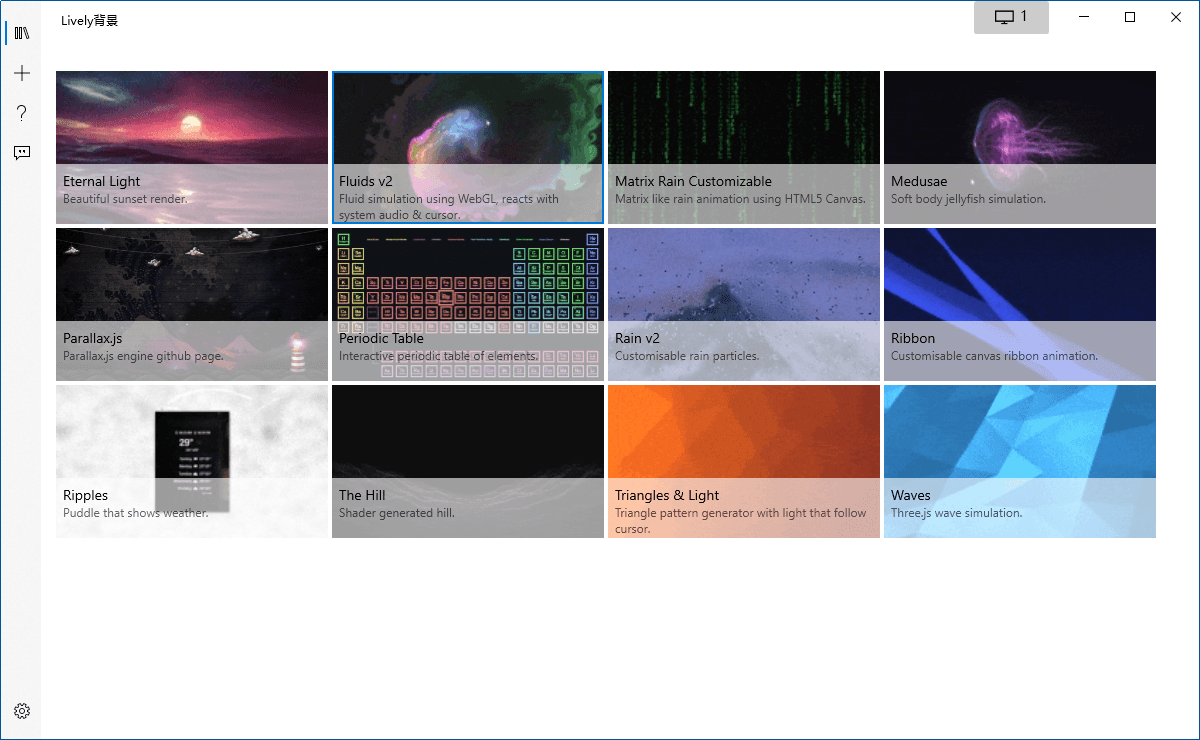 Lively背景
1
Eternal Light
Beautiful sunset render.
Fluids v2
Fluid simulation using WebGL, reacts with
system audio & cursor.
Matrix Rain Customizable
Matrix like rain animation using HTML5 Canvas.
Medusae
Soft body jellyfish simulation.
Parallax.js
Parallax.js engine github page.
Periodic Table
Interactive periodic table of elements.
Rain v2
Customisable rain particles.
Ribbon
Customisable canvas ribbon animation.
29°
Ripples
Puddle that shows weather.
The Hill
Shader generated hill.
Triangles & Light
Triangle pattern generator with light that follow
cursor.
Waves
Three.js wave simulation.